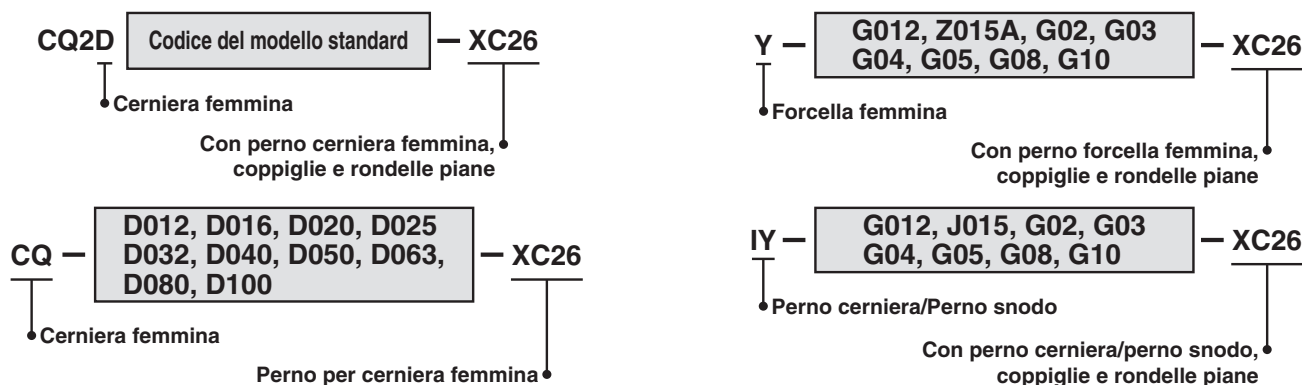 CQ2D Codice del modello standard — XC26
Cerniera femmina
Con perno cerniera femmina,
coppiglie e rondelle piane
CQ — D012, D016, D020, D025
D032, D040, D050, D063,
D080, D100 — XC26
Cerniera femmina
Perno per cerniera femmina
Y — G012, Z015A, G02, G03
G04, G05, G08, G10 — XC26
Forcella femmina
Con perno forcella femmina,
coppiglie e rondelle piane
IY — G012, J015, G02, G03
G04, G05, G08, G10 — XC26
Perno cerniera/Perno snodo
Con perno cerniera/perno snodo,
coppiglie e rondelle piane